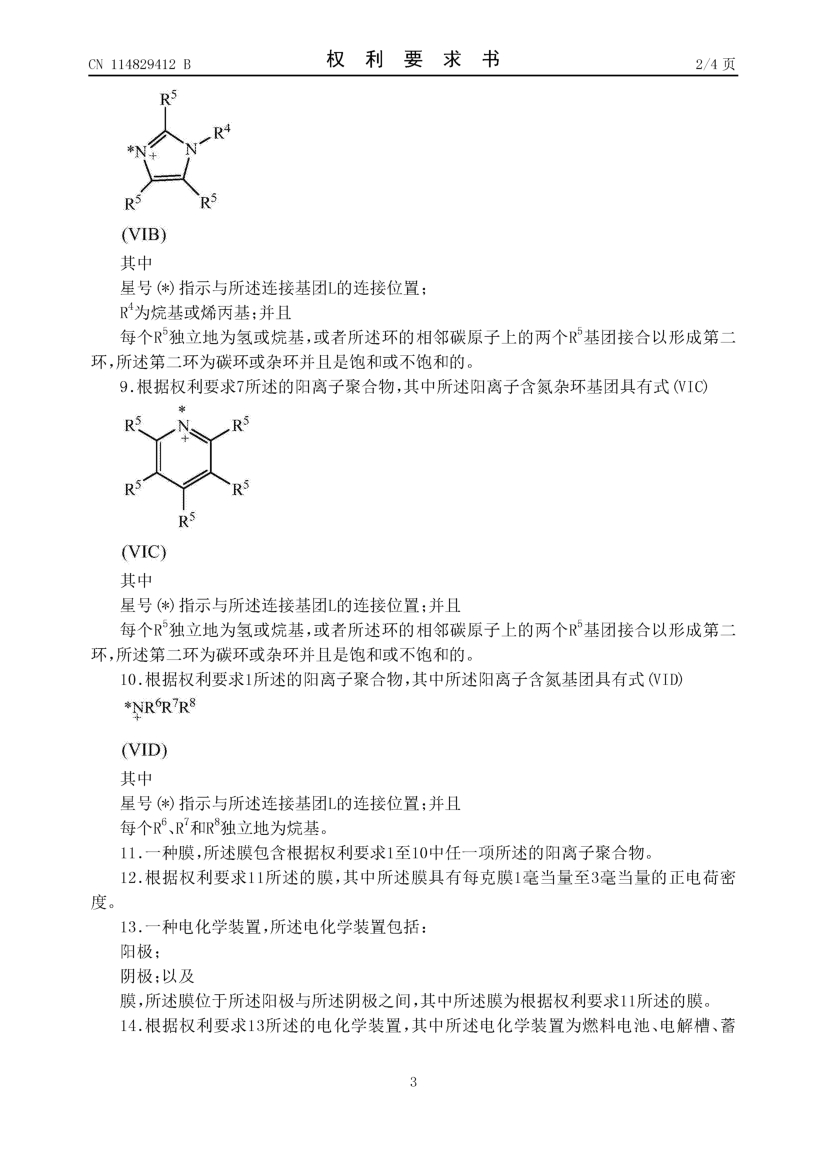 CN 114829412 B
权利要求书
2/4 页
R⁵
R⁴
*N
+
N
R⁵
R⁵
(VIB)
其中
星号(*)指示与所述连接基团L的连接位置；
R⁴为烷基或烯丙基；并且
每个R⁵独立地为氢或烷基，或者所述环的相邻碳原子上的两个R⁵基团接合以形成第二
环，所述第二环为碳环或杂环并且是饱和或不饱和的。
9.根据权利要求7所述的阳离子聚合物，其中所述阳离子含氮杂环基团具有式(VIC)
*
R⁵
N
+
R⁵
R⁵
R⁵
R⁵
(VIC)
其中
星号(*)指示与所述连接基团L的连接位置；并且
每个R⁵独立地为氢或烷基，或者所述环的相邻碳原子上的两个R⁵基团接合以形成第二
环，所述第二环为碳环或杂环并且是饱和或不饱和的。
10.根据权利要求1所述的阳离子聚合物，其中所述阳离子含氮基团具有式(VID)
*NR⁶R⁷R⁸
+
(VID)
其中
星号(*)指示与所述连接基团L的连接位置；并且
每个R⁶、R⁷和R⁸独立地为烷基。
11.一种膜，所述膜包含根据权利要求1至10中任一项所述的阳离子聚合物。
12.根据权利要求11所述的膜，其中所述膜具有每克膜1毫当量至3毫当量的正电荷密
度。
13.一种电化学装置，所述电化学装置包括：
阳极；
阴极；以及
膜，所述膜位于所述阳极与所述阴极之间，其中所述膜为根据权利要求11所述的膜。
14.根据权利要求13所述的电化学装置，其中所述电化学装置为燃料电池、电解槽、蓄
3